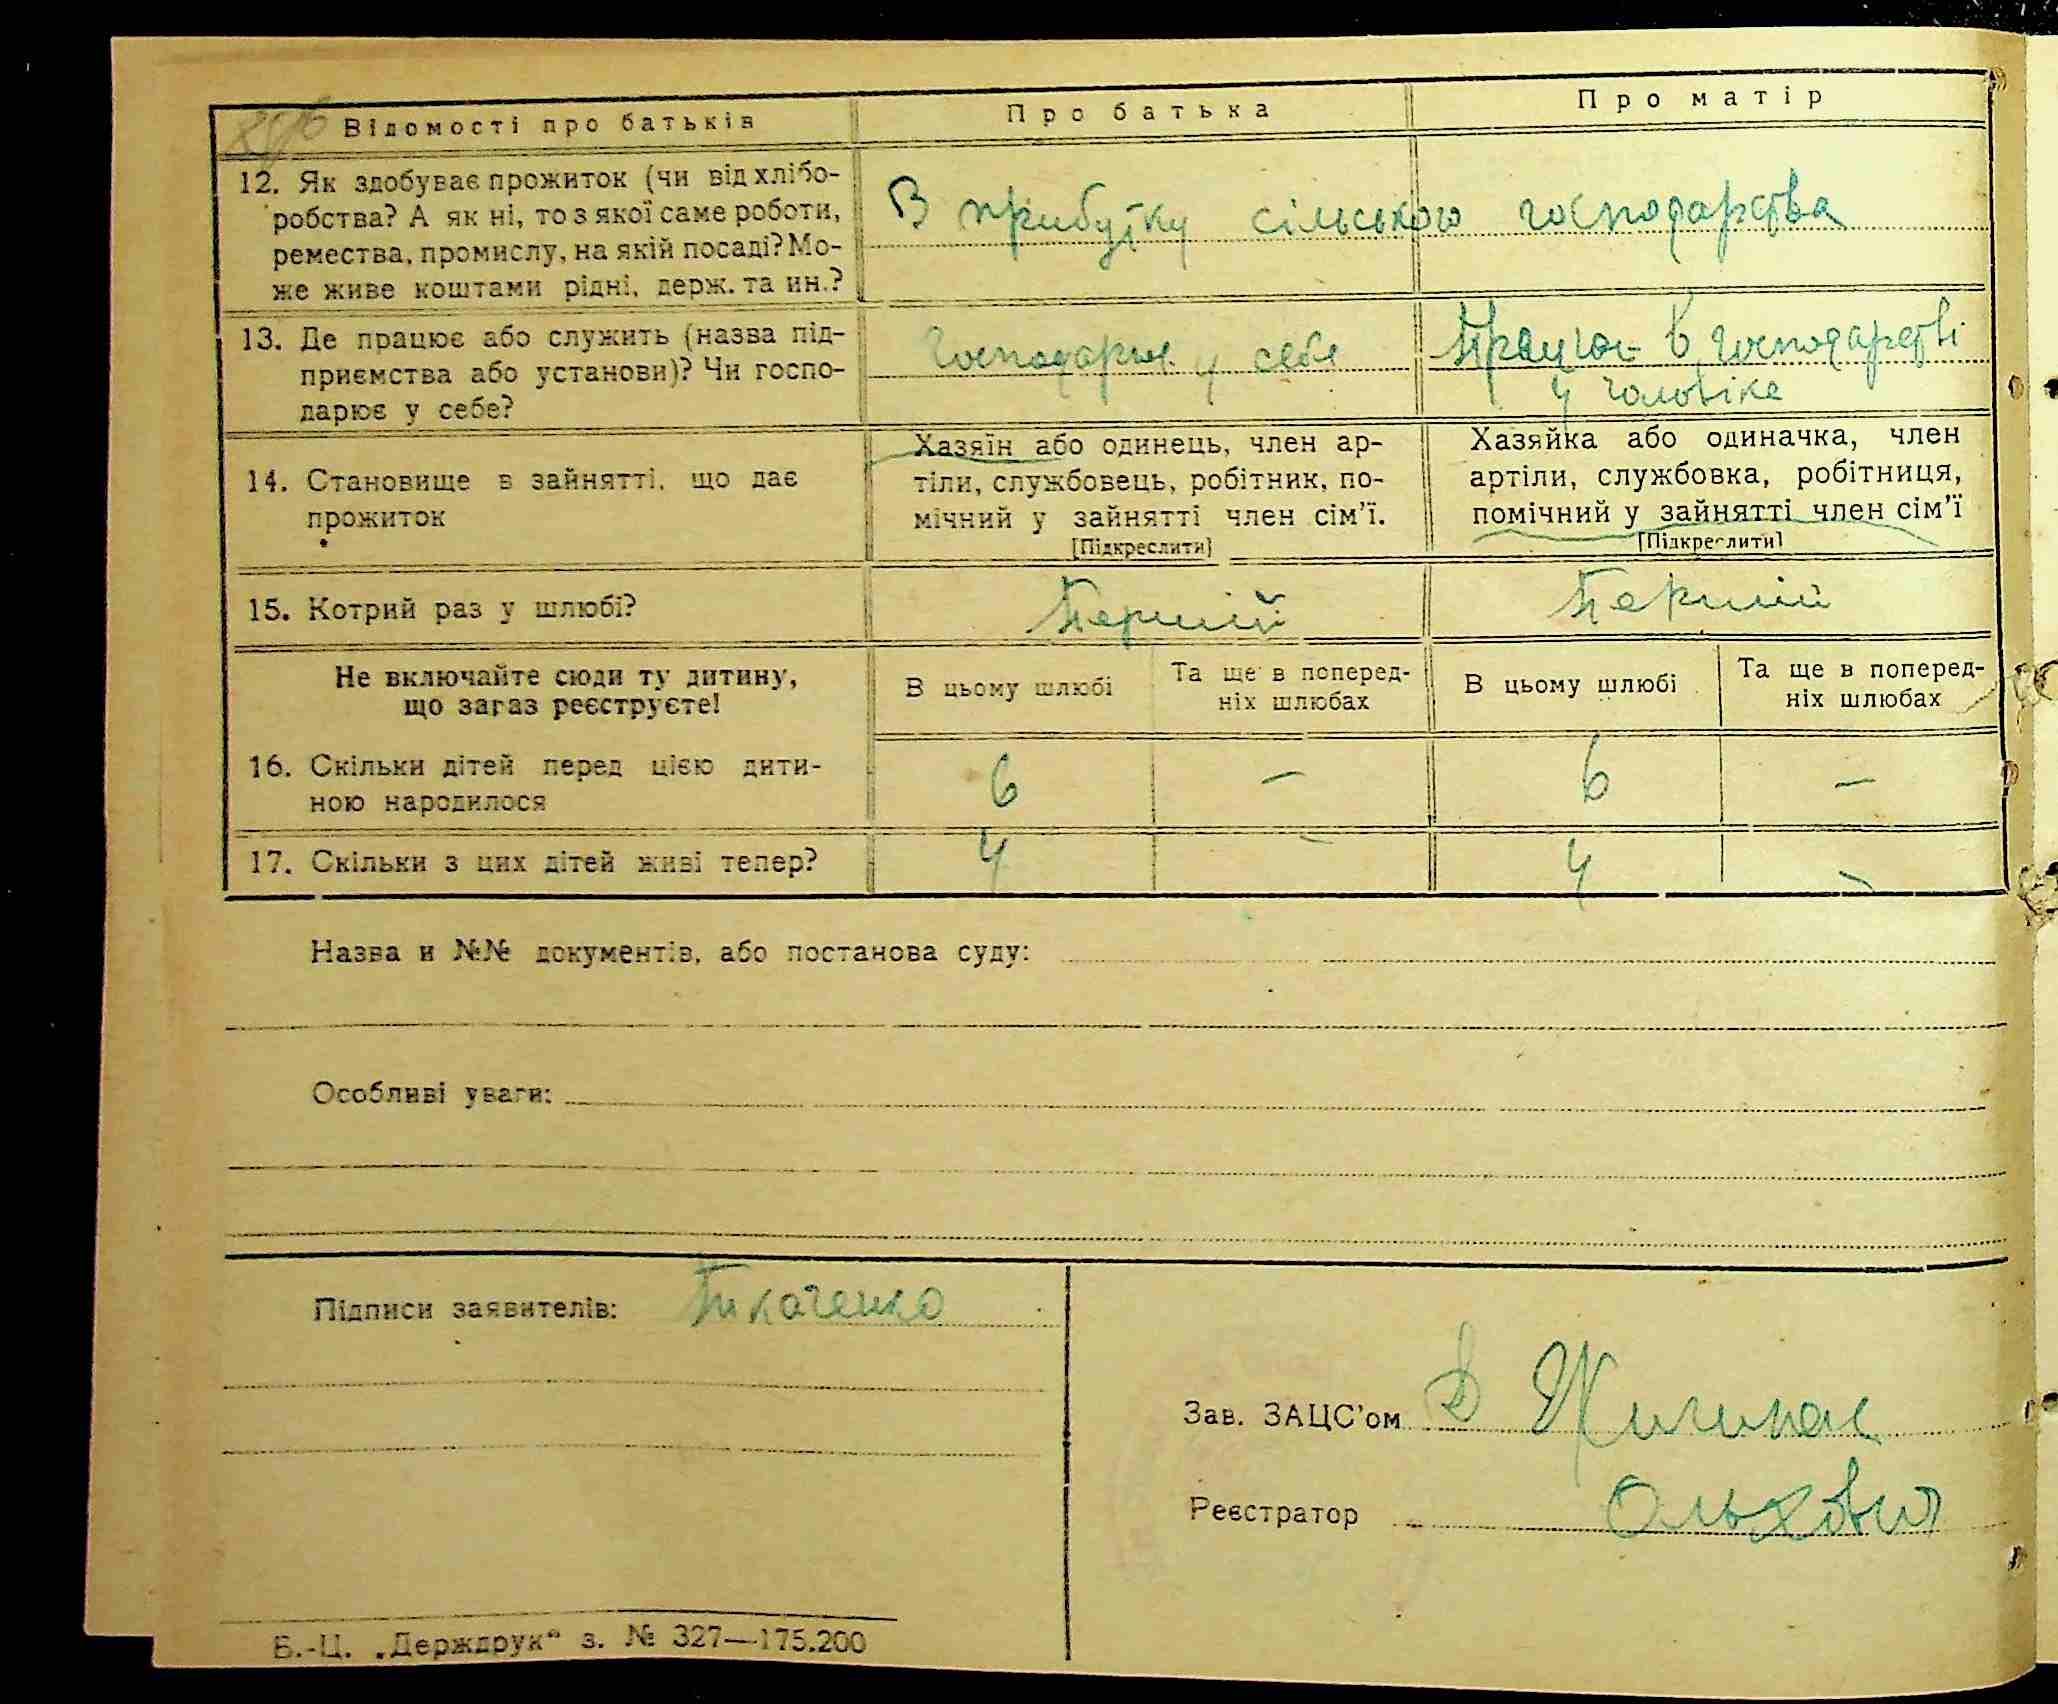 Відомості про батьків
Про батька
Про матір
12. Як здобуває прожиток (чи від хлібо-
робства? А як ні, то з якої саме роботи,
ремества, промислу, на якій посаді? Мо-
же живе коштами рідні, держ. та ин.?
В прибутку сільского господарства
13. Де працює або служить (назва під-
приємства або установи)? Чи госпо-
дарює у себе?
Господарює у себе
Працює в господарстві
у чоловіка
14. Становище в зайнятті, що дає
прожиток
Хазяїн або одинець, член ар-
тіли, службовець, робітник, по-
мічний у зайнятті член сім'ї.
[Підкреслити]
Хазяйка або одиначка, член
артіли, службовка, робітниця,
помічний у зайнятті член сім'ї
[Підкреслити]
15. Котрий раз у шлюбі?
Перший
Перший
Не включайте сюди ту дитину,
що зараз реєструєте!
В цьому шлюбі
Та ще в поперед-
ніх шлюбах
В цьому шлюбі
Та ще в поперед-
ніх шлюбах
16. Скільки дітей перед цією дити-
ною народилося
6 — 6 —
17. Скільки з цих дітей живі тепер?
4 — 4 —
Назва и №№ документів, або постанова суду:
Особливі уваги:
Підписи заявителів: Ткаченко
Зав. ЗАЦС'ом Д
Реєстратор
Б.-Ц. „Держдрук“ з. № 327—175.200